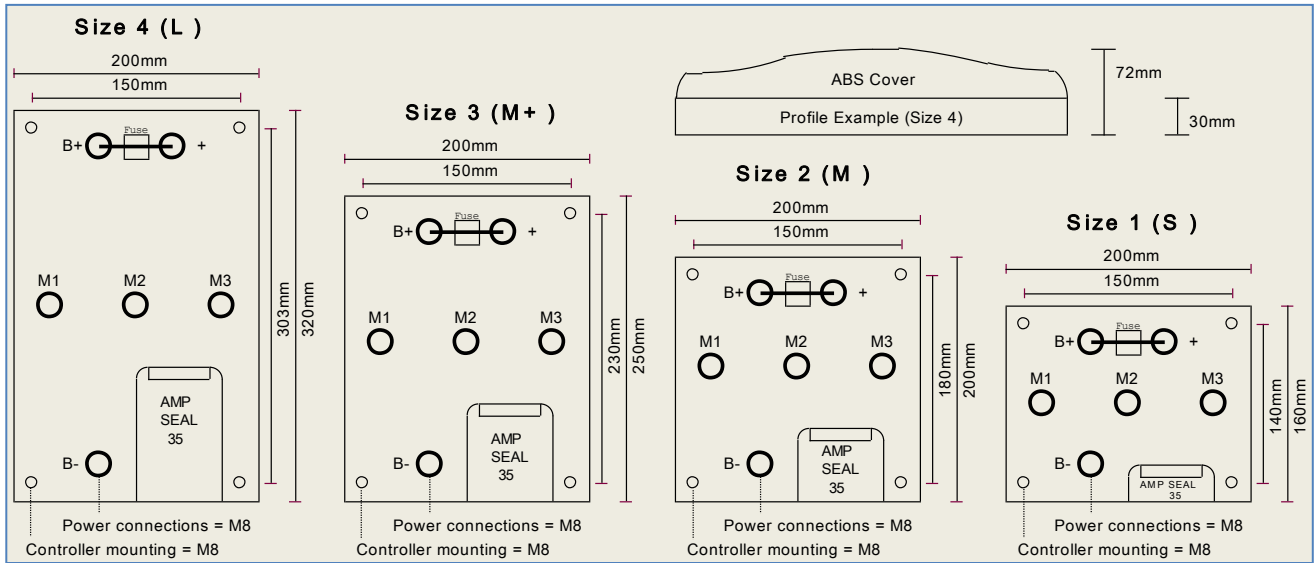 Size 4 (L )
200mm
150mm
Fuse
B+
+
M1
M2
M3
303mm
320mm
AMP
SEAL
35
B-
Power connections = M8
Controller mounting = M8
Size 3 (M+ )
200mm
150mm
Fuse
B+
+
M1
M2
M3
230mm
250mm
AMP
SEAL
35
B-
Power connections = M8
Controller mounting = M8
ABS Cover
Profile Example (Size 4)
72mm
30mm
Size 2 (M )
200mm
150mm
Fuse
B+
+
M1
M2
M3
180mm
200mm
AMP
SEAL
35
B-
Power connections = M8
Controller mounting = M8
Size 1 (S )
200mm
150mm
Fuse
B+
+
M1
M2
M3
140mm
160mm
B-
AMP SEAL
35
Power connections = M8
Controller mounting = M8